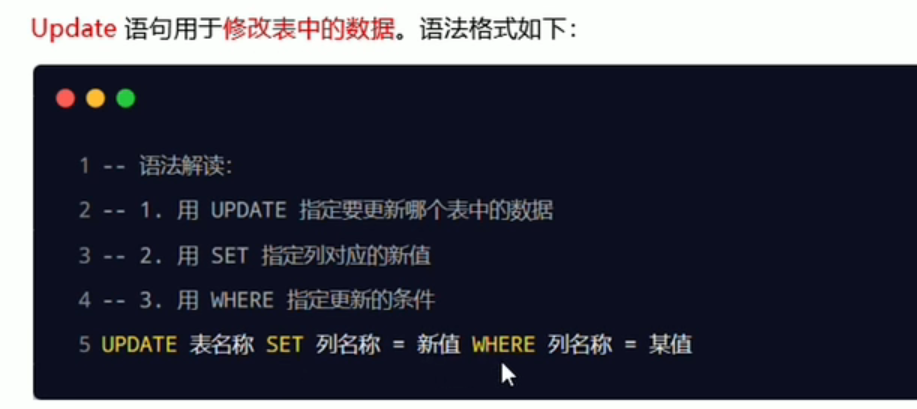 Update 语句用于修改表中的数据。语法格式如下：
1 -- 语法解读：
2 -- 1. 用 UPDATE 指定要更新哪个表中的数据
3 -- 2. 用 SET 指定列对应的新值
4 -- 3. 用 WHERE 指定更新的条件
5 UPDATE 表名称 SET 列名称 = 新值 WHERE 列名称 = 某值